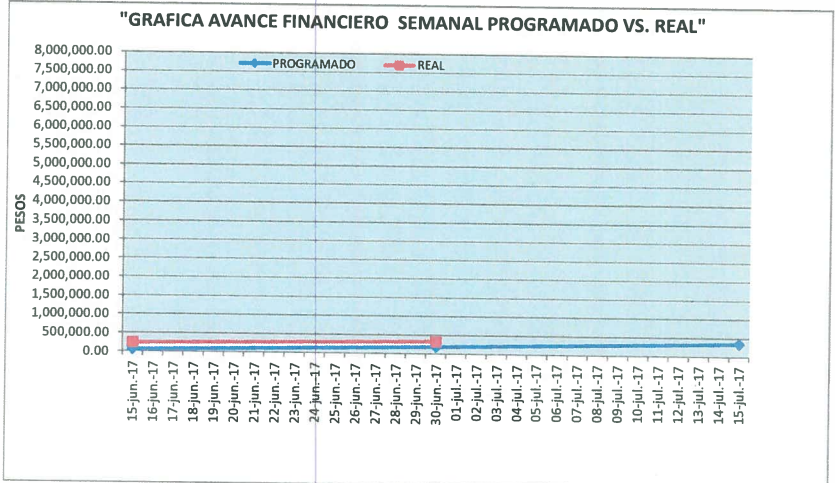 "GRAFICA AVANCE FINANCIERO SEMANAL PROGRAMADO VS. REAL"
PROGRAMADO REAL
PESOS
8,000,000.00
7,500,000.00
7,000,000.00
6,500,000.00
6,000,000.00
5,500,000.00
5,000,000.00
4,500,000.00
4,000,000.00
3,500,000.00
3,000,000.00
2,500,000.00
2,000,000.00
1,500,000.00
1,000,000.00
500,000.00
0.00
15-jun.-17
16-jun.-17
17-jun.-17
18-jun.-17
19-jun.-17
20-jun.-17
21-jun.-17
22-jun.-17
23-jun.-17
24-jun.-17
25-jun.-17
26-jun.-17
27-jun.-17
28-jun.-17
29-jun.-17
30-jun.-17
01-jul.-17
02-jul.-17
03-jul.-17
04-jul.-17
05-jul.-17
06-jul.-17
07-jul.-17
08-jul.-17
09-jul.-17
10-jul.-17
11-jul.-17
12-jul.-17
13-jul.-17
14-jul.-17
15-jul.-17